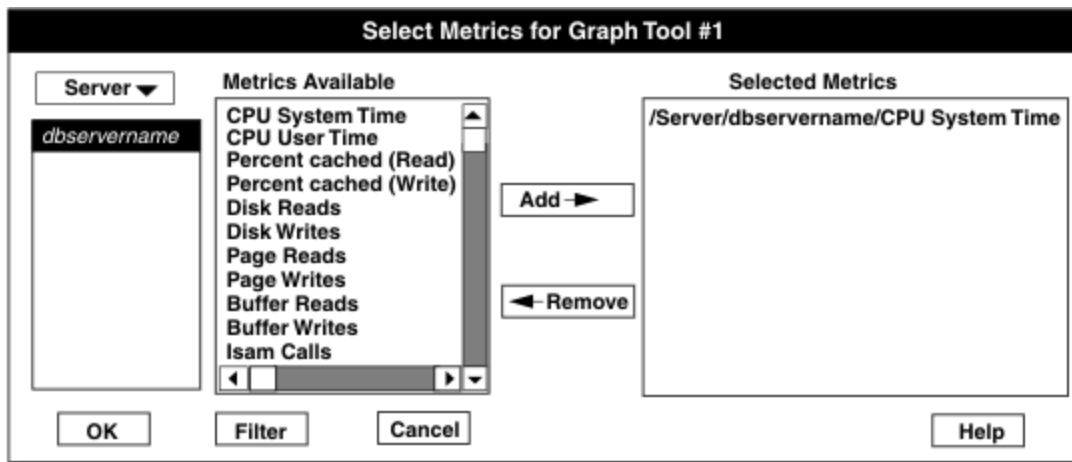 Select Metrics for Graph Tool #1
Server
dbservername
Metrics Available
CPU System Time
CPU User Time
Percent cached (Read)
Percent cached (Write)
Disk Reads
Disk Writes
Page Reads
Page Writes
Buffer Reads
Buffer Writes
Isam Calls
Add
Remove
Selected Metrics
/Server/dbservername/CPU System Time
OK
Filter
Cancel
Help